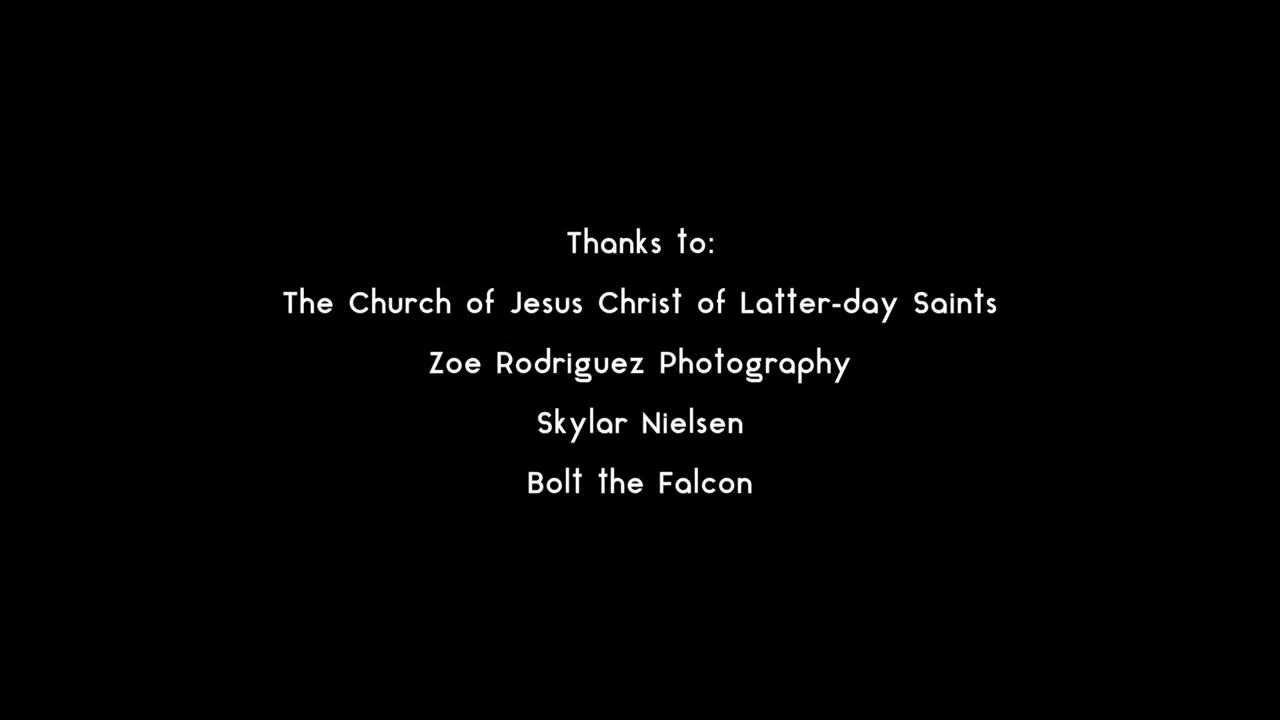 Thanks to:
The Church of Jesus Christ of Latter-day Saints
Zoe Rodriguez Photography
Skylar Nielsen
Bolt the Falcon